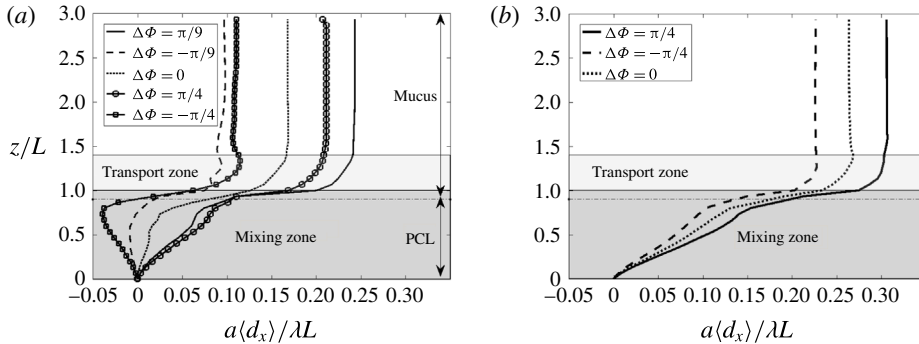 (a)
3.0
2.5
2.0
1.5
1.0
0.5
0
z/L
ΔΦ = π/9
ΔΦ = −π/9
ΔΦ = 0
ΔΦ = π/4
ΔΦ = −π/4
Mucus
Transport zone
Mixing zone
PCL
−0.05 0 0.05 0.10 0.15 0.20 0.25 0.30
a⟨dₓ⟩/λL
(b)
3.0
2.5
2.0
1.5
1.0
0.5
0
ΔΦ = π/4
ΔΦ = −π/4
ΔΦ = 0
Transport zone
Mixing zone
−0.05 0 0.05 0.10 0.15 0.20 0.25 0.30
a⟨dₓ⟩/λL